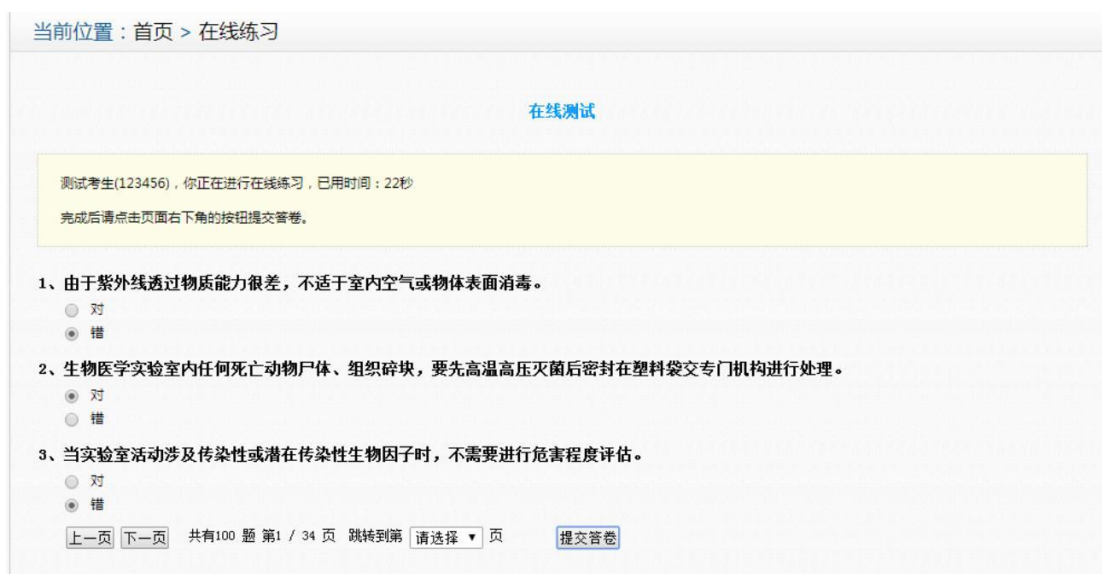 当前位置：首页 > 在线练习
在线测试
测试考生(123456)，你正在进行在线练习，已用时间：22秒
完成后请点击页面右下角的按钮提交答卷。
1、由于紫外线透过物质能力很差，不适于室内空气或物体表面消毒。
对
错
2、生物医学实验室内任何死亡动物尸体、组织碎块，要先高温高压灭菌后密封在塑料袋交专门机构进行处理。
对
错
3、当实验室活动涉及传染性或潜在传染性生物因子时，不需要进行危害程度评估。
对
错
上一页 下一页 共有100 题 第1 / 34 页 跳转到第 请选择 页 提交答卷